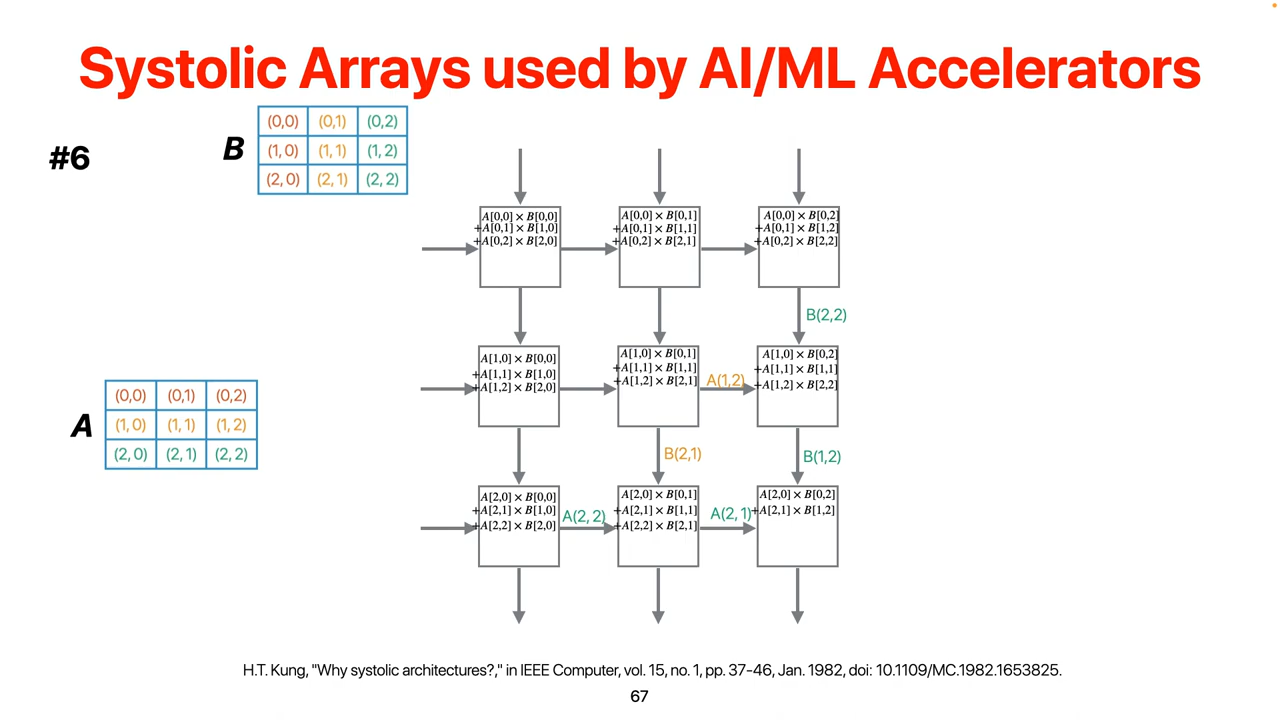 Systolic Arrays used by AI/ML Accelerators
#6
B
(0,0) (0,1) (0,2)
(1, 0) (1, 1) (1, 2)
(2, 0) (2, 1) (2, 2)
A[0,0] × B[0,0]
+A[0,1] × B[1,0]
+A[0,2] × B[2,0]
A[0,0] × B[0,1]
+A[0,1] × B[1,1]
+A[0,2] × B[2,1]
A[0,0] × B[0,2]
+A[0,1] × B[1,2]
+A[0,2] × B[2,2]
B(2,2)
A[1,0] × B[0,0]
+A[1,1] × B[1,0]
+A[1,2] × B[2,0]
A[1,0] × B[0,1]
+A[1,1] × B[1,1]
+A[1,2] × B[2,1]
A(1,2)
A[1,0] × B[0,2]
+A[1,1] × B[1,1]
+A[1,2] × B[2,2]
A
(0,0) (0,1) (0,2)
(1, 0) (1, 1) (1, 2)
(2, 0) (2, 1) (2, 2)
B(2,1)
B(1,2)
A[2,0] × B[0,0]
+A[2,1] × B[1,0]
+A[2,2] × B[2,0]
A(2, 2)
A[2,0] × B[0,1]
+A[2,1] × B[1,1]
+A[2,2] × B[2,1]
A(2, 1)
A[2,0] × B[0,2]
+A[2,1] × B[1,2]
H.T. Kung, "Why systolic architectures?," in IEEE Computer, vol. 15, no. 1, pp. 37-46, Jan. 1982, doi: 10.1109/MC.1982.1653825.
67